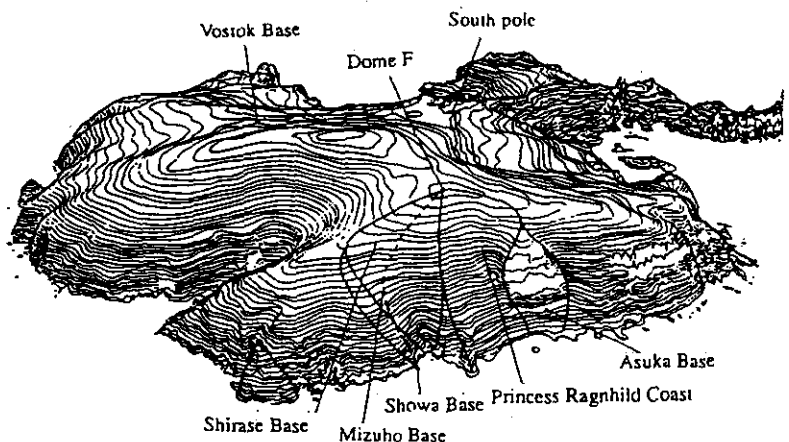 South pole
Vostok Base
Dome F
Asuka Base
Showa Base
Princess Ragnhild Coast
Shirase Base
Mizuho Base